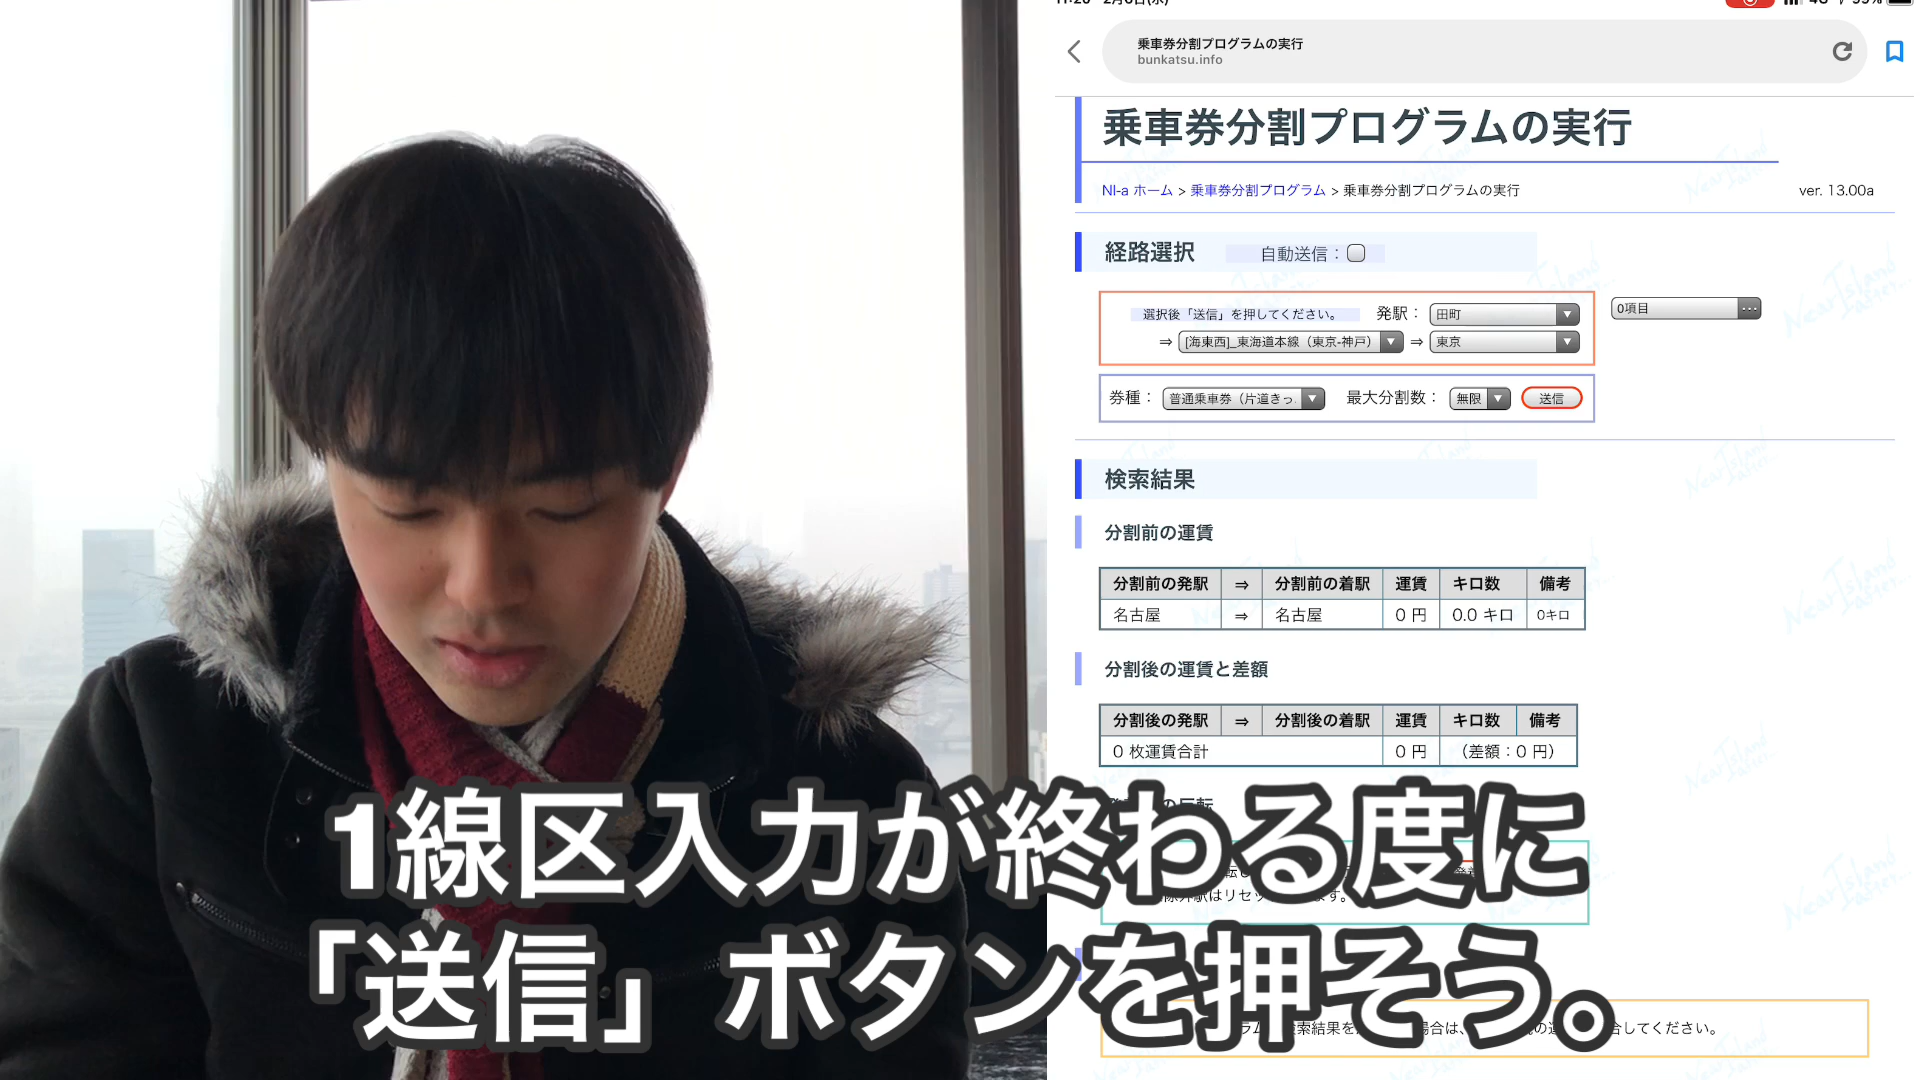 11:20 2月6日(水)
4G 99%
乗車券分割プログラムの実行
bunkatsu.info
乗車券分割プログラムの実行
NI-a ホーム > 乗車券分割プログラム > 乗車券分割プログラムの実行
ver. 13.00a
経路選択
自動送信：
選択後「送信」を押してください。 発駅： 田町
⇒ [海東西]_東海道本線（東京-神戸） ⇒ 東京
0項目
券種： 普通乗車券（片道きっ 最大分割数： 無限 送信
検索結果
分割前の運賃
分割前の発駅 ⇒ 分割前の着駅 運賃 キロ数 備考
名古屋 ⇒ 名古屋 0 円 0.0 キロ 0キロ
分割後の運賃と差額
分割後の発駅 ⇒ 分割後の着駅 運賃 キロ数 備考
0 枚運賃合計 0 円 （差額：0 円）
1線区入力が終わる度に
「送信」ボタンを押そう。